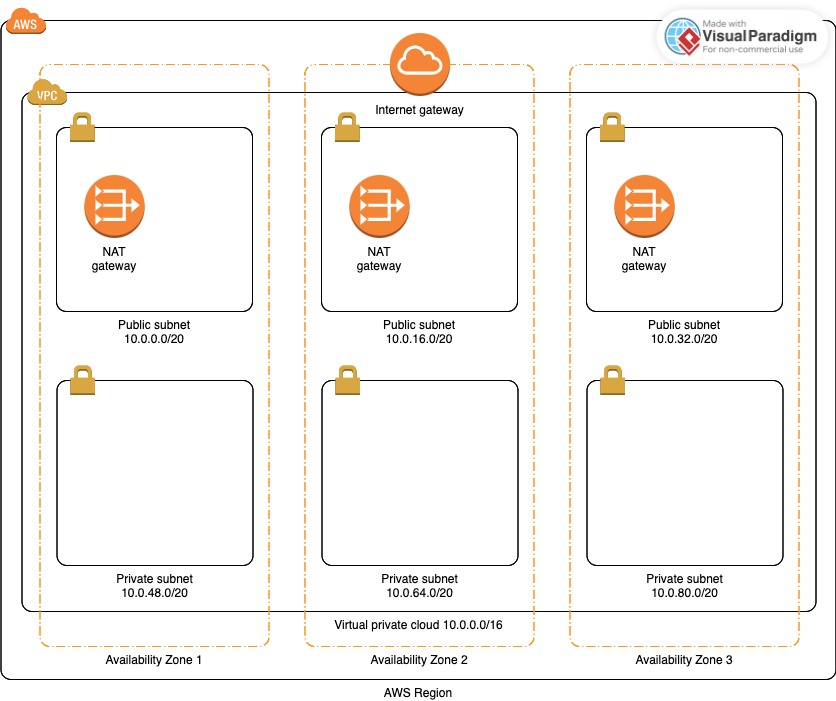 AWS
Made with
VisualParadigm
For non-commercial use
VPC
Internet gateway
NAT
gateway
NAT
gateway
NAT
gateway
Public subnet
10.0.0.0/20
Public subnet
10.0.16.0/20
Public subnet
10.0.32.0/20
Private subnet
10.0.48.0/20
Private subnet
10.0.64.0/20
Private subnet
10.0.80.0/20
Virtual private cloud 10.0.0.0/16
Availability Zone 1
Availability Zone 2
Availability Zone 3
AWS Region